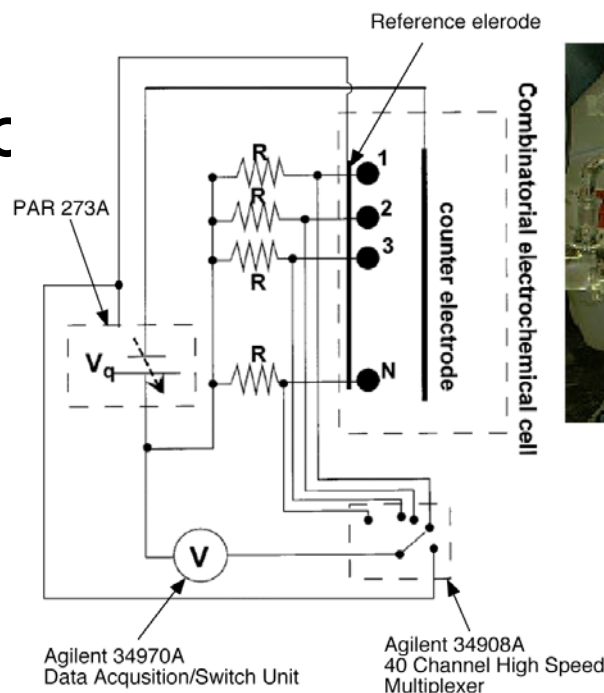 Reference elerode
R
1
R
2
PAR 273A
3
R
Vq
R
N
counter electrode
Combinatorial electrochemical cell
V
Agilent 34970A
Data Acqusition/Switch Unit
Agilent 34908A
40 Channel High Speed
Multiplexer